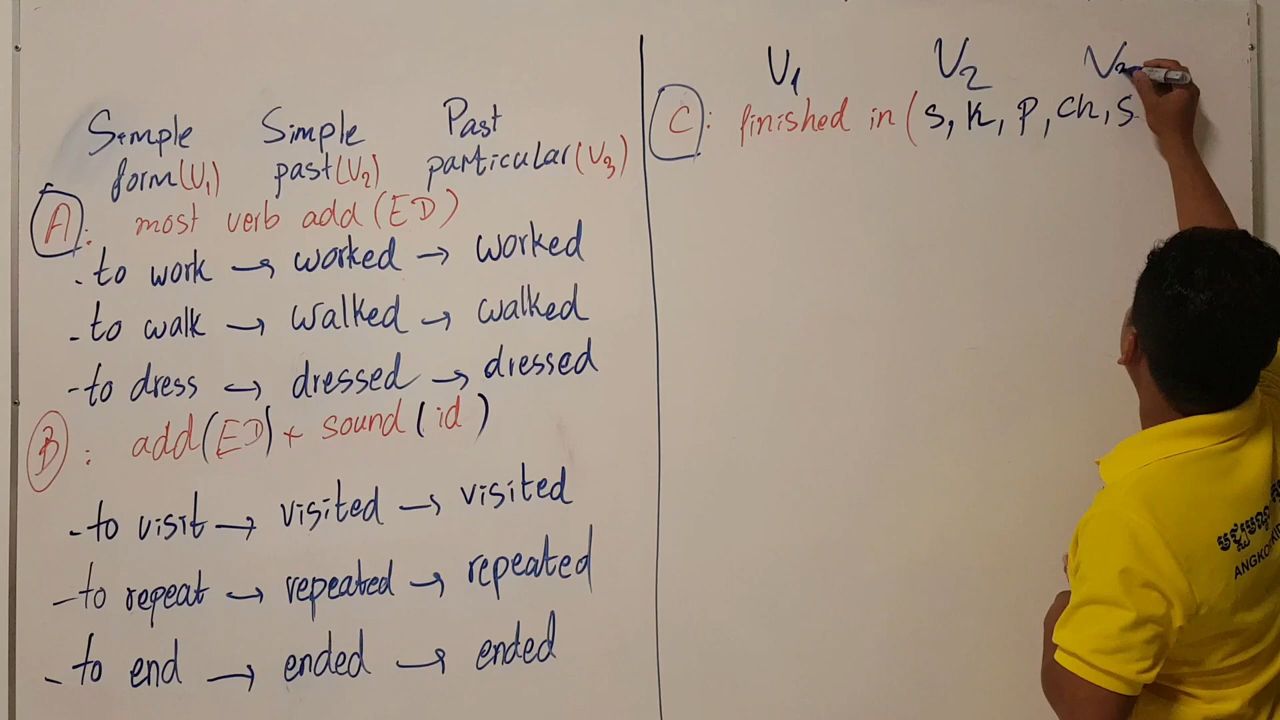 Simple Simple Past
form(V1) past(V2) particular(V3)
A: most verb add(ED)
- to work → worked → worked
- to walk → walked → walked
- to dress → dressed → dressed
B: add(ED) + sound(id)
- to visit → visited → visited
- to repeat → repeated → repeated
- to end → ended → ended
V1 V2
C: finished in (s, k, p, ch, s